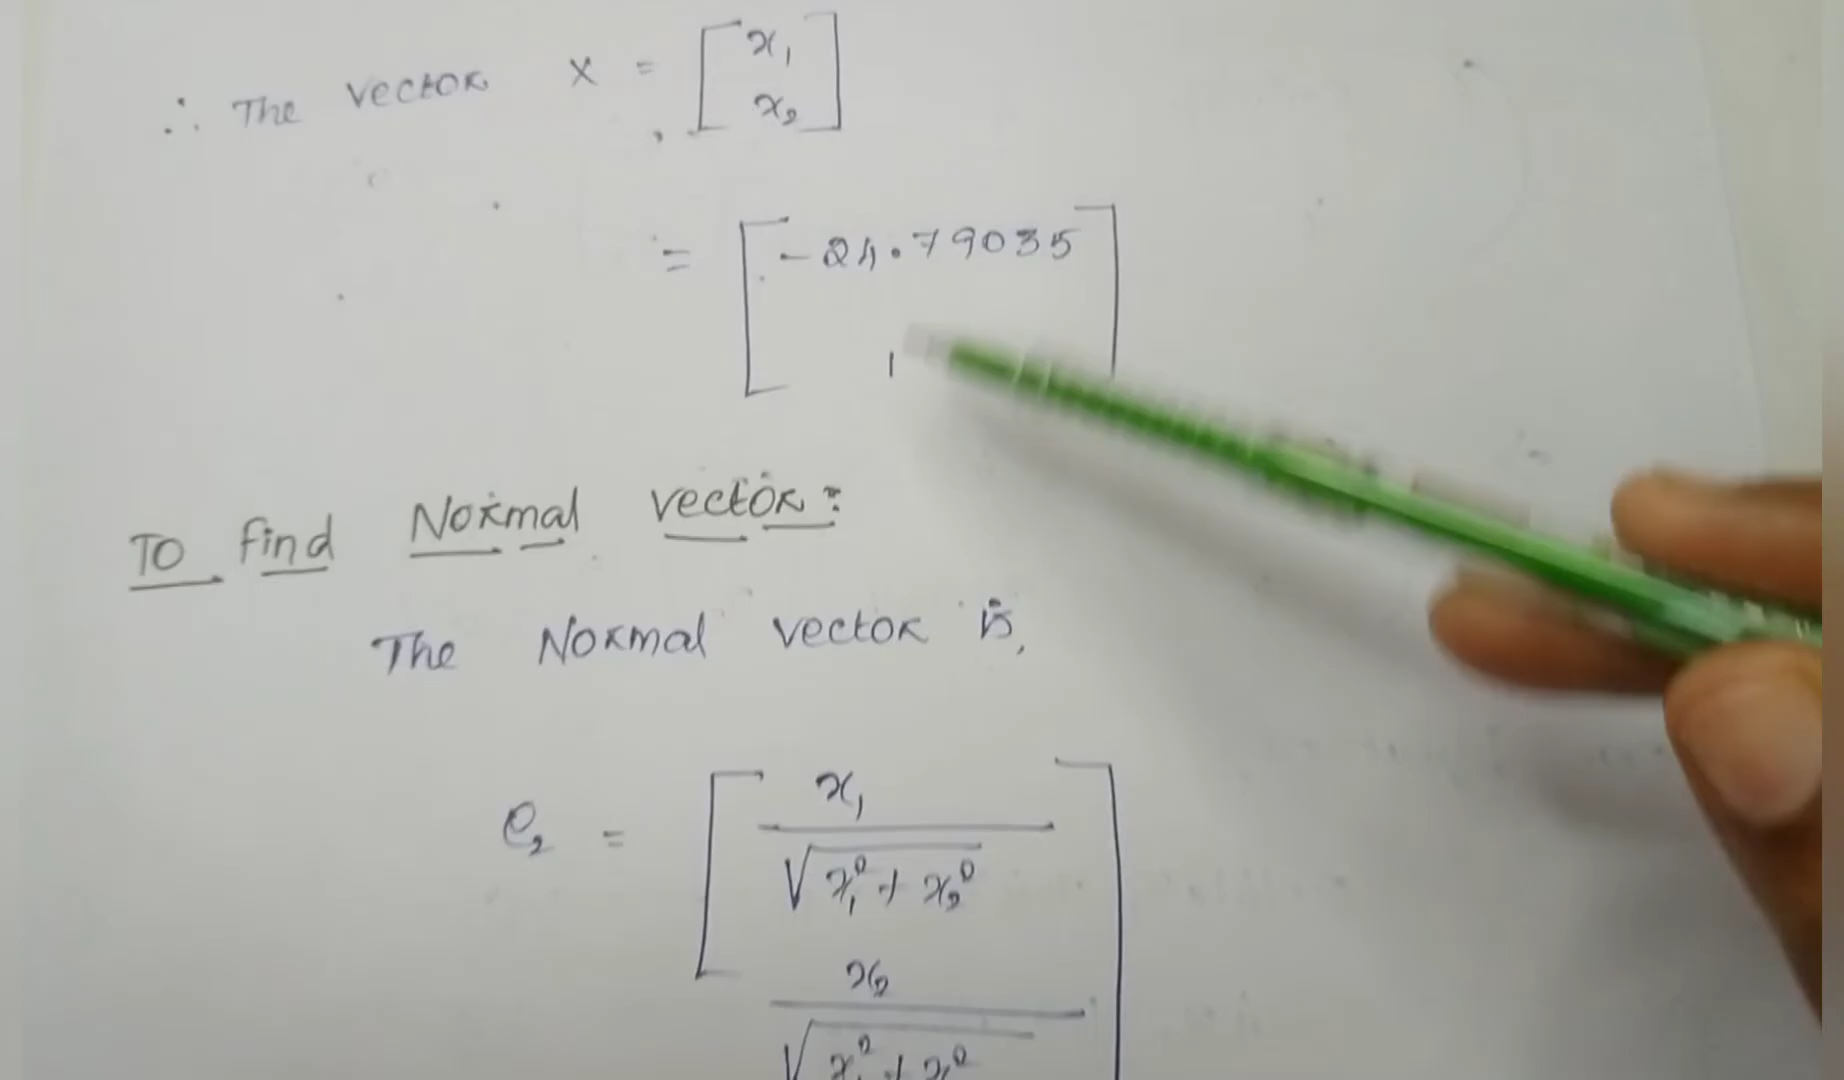 ∴ The vector X = [x₁
x₂]
= [-24.79035
1]
To find Normal vector:
The Normal vector is,
e₂ = [x₁
√x₁² + x₂²
x₂
√x₁² + x₂²]